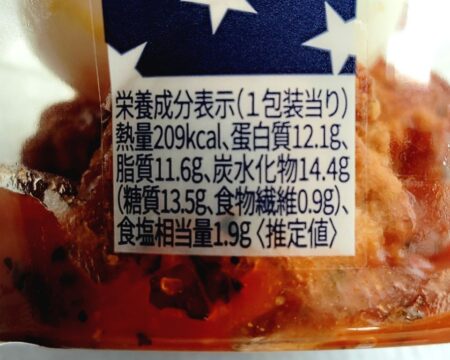 栄養成分表示(1包装当り)
熱量209kcal、蛋白質12.1g、
脂質11.6g、炭水化物14.4g
(糖質13.5g、食物繊維0.9g)、
食塩相当量1.9g〈推定値〉